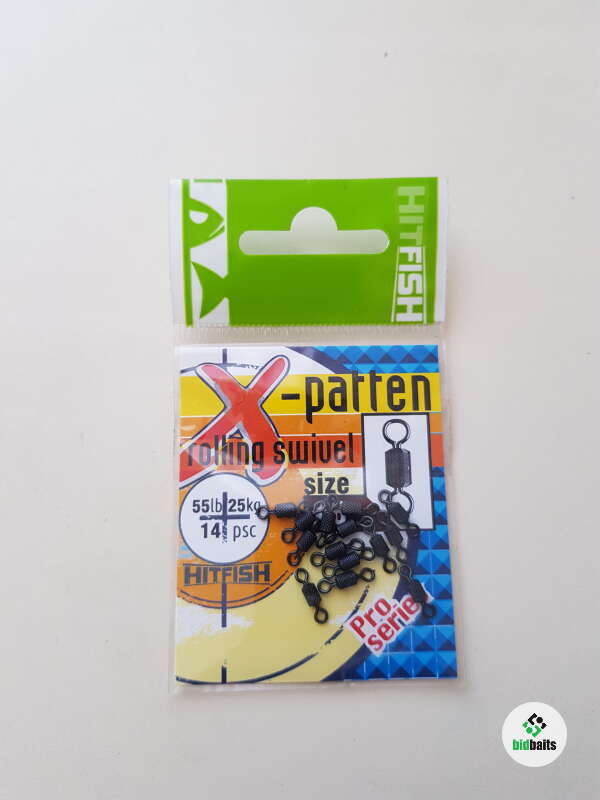 HITFISH
X-patten
rolling swivel
size
55lb 25kg
14 psc
HITFISH
Pro
serie
bidbaits